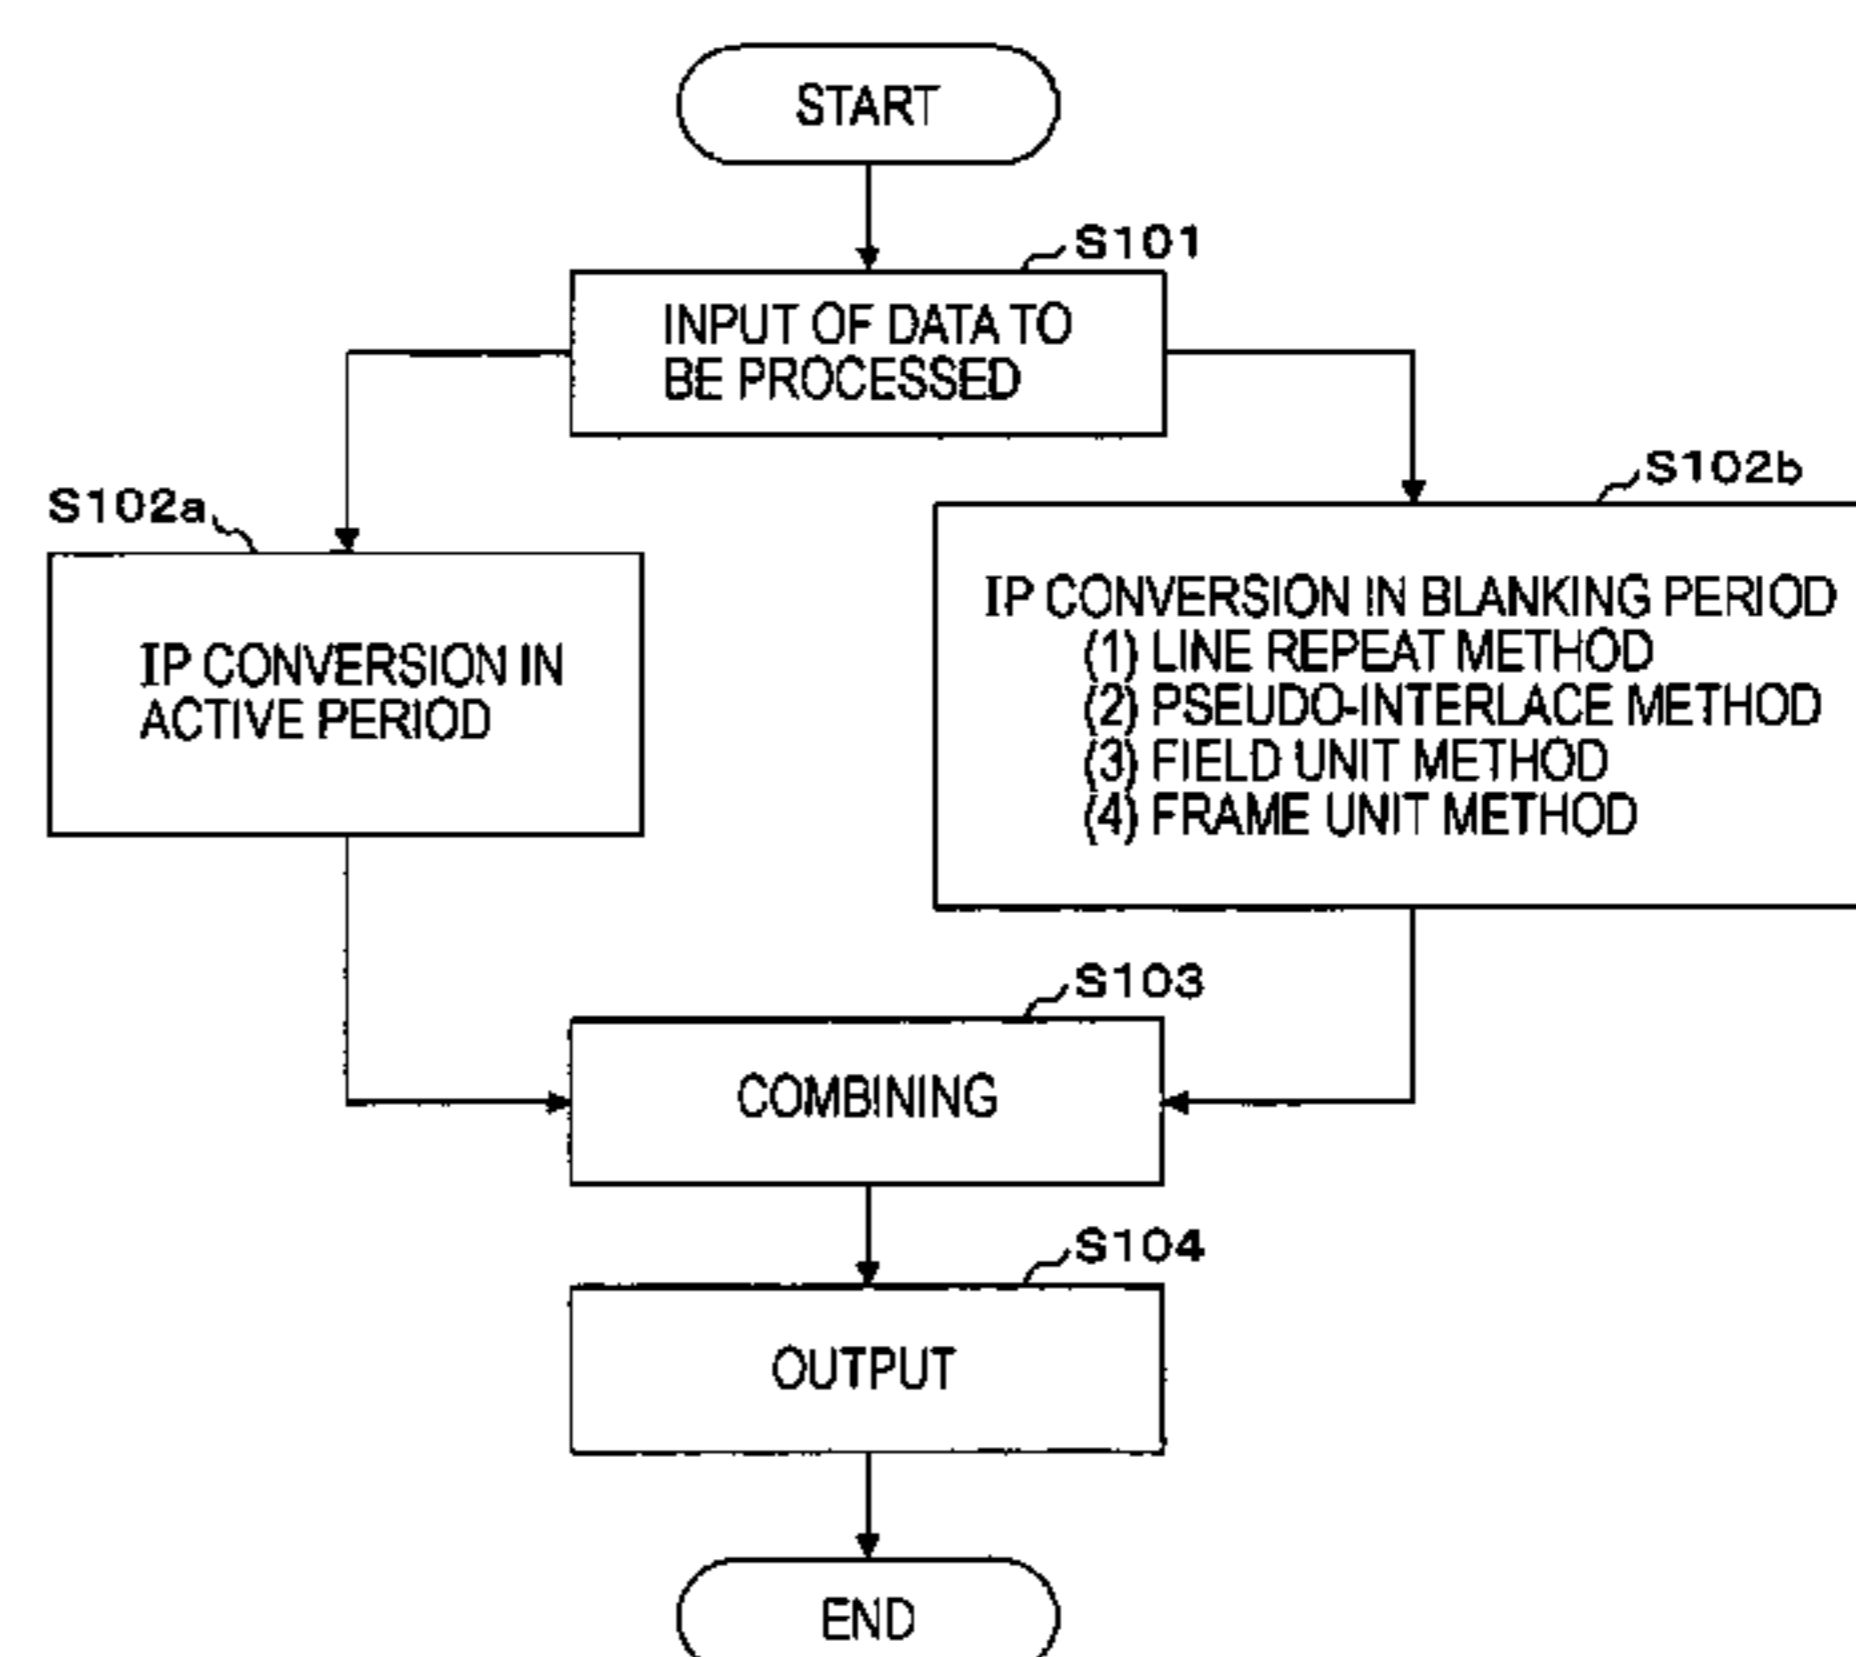 START
S101
INPUT OF DATA TO
BE PROCESSED
S102a
IP CONVERSION IN
ACTIVE PERIOD
S102b
IP CONVERSION IN BLANKING PERIOD
(1) LINE REPEAT METHOD
(2) PSEUDO-INTERLACE METHOD
(3) FIELD UNIT METHOD
(4) FRAME UNIT METHOD
S103
COMBINING
S104
OUTPUT
END